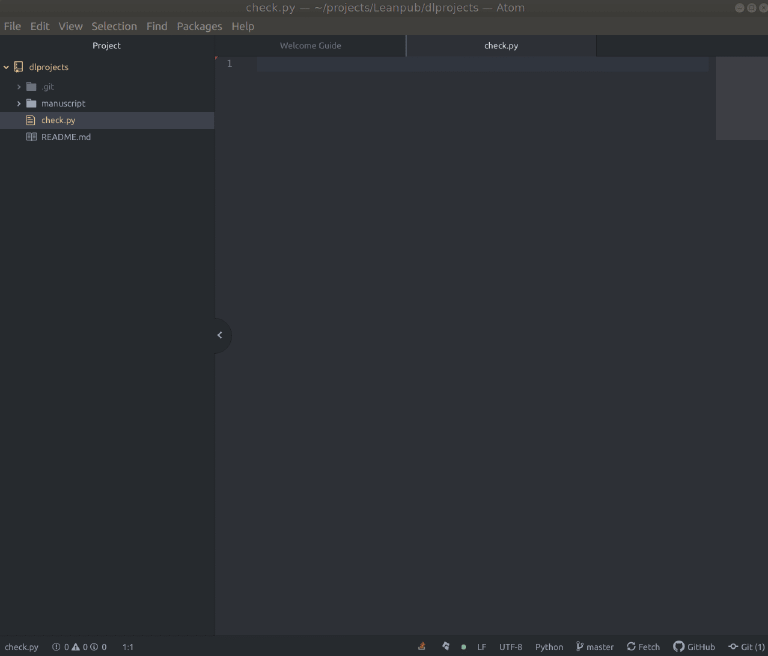 check.py — ~/projects/Leanpub/dlprojects — Atom
File Edit View Selection Find Packages Help
Project
Welcome Guide
check.py
dlprojects
.git
manuscript
check.py
README.md
1
check.py 0 0 0 1:1 LF UTF-8 Python master Fetch GitHub Git (1)